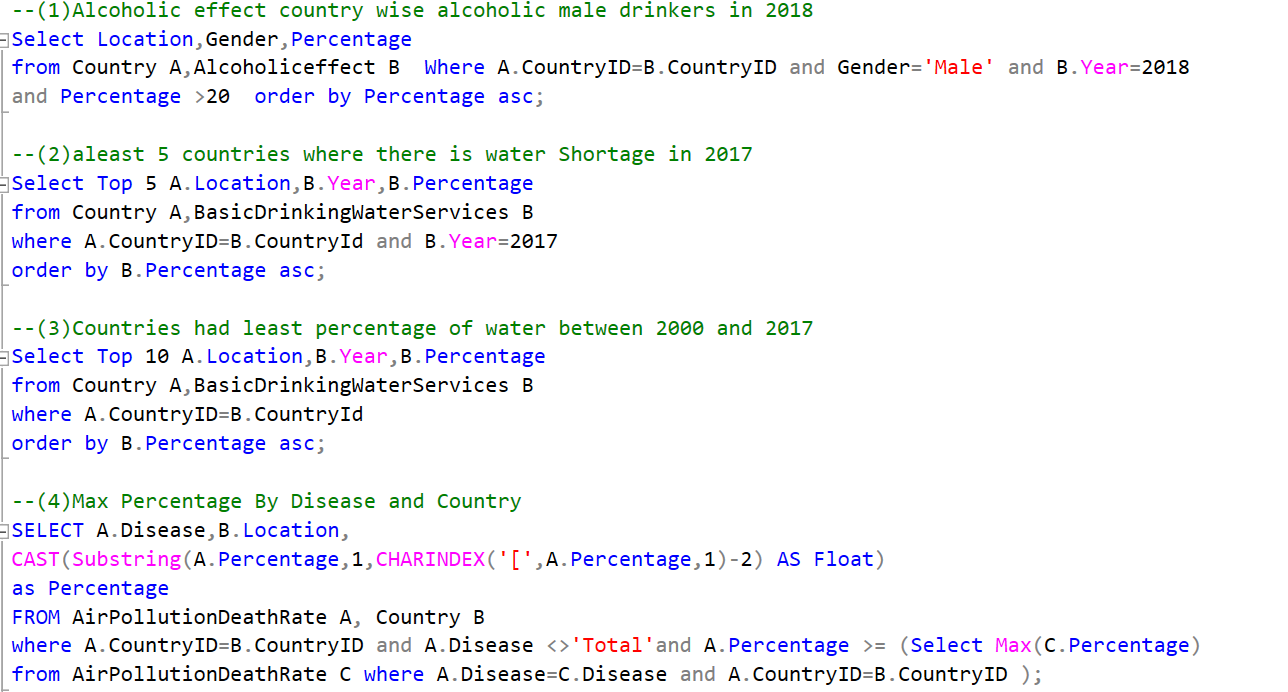 --(1)Alcoholic effect country wise alcoholic male drinkers in 2018
Select Location,Gender,Percentage
from Country A,Alcoholiceffect B  Where A.CountryID=B.CountryID and Gender='Male' and B.Year=2018
and Percentage >20  order by Percentage asc;
--(2)aleast 5 countries where there is water Shortage in 2017
Select Top 5 A.Location,B.Year,B.Percentage
from Country A,BasicDrinkingWaterServices B
where A.CountryID=B.CountryId and B.Year=2017
order by B.Percentage asc;
--(3)Countries had least percentage of water between 2000 and 2017
Select Top 10 A.Location,B.Year,B.Percentage
from Country A,BasicDrinkingWaterServices B
where A.CountryID=B.CountryId
order by B.Percentage asc;
--(4)Max Percentage By Disease and Country
SELECT A.Disease,B.Location,
CAST(Substring(A.Percentage,1,CHARINDEX('[',A.Percentage,1)-2) AS Float)
as Percentage
FROM AirPollutionDeathRate A, Country B
where A.CountryID=B.CountryID and A.Disease <>'Total'and A.Percentage >= (Select Max(C.Percentage)
from AirPollutionDeathRate C where A.Disease=C.Disease and A.CountryID=B.CountryID );